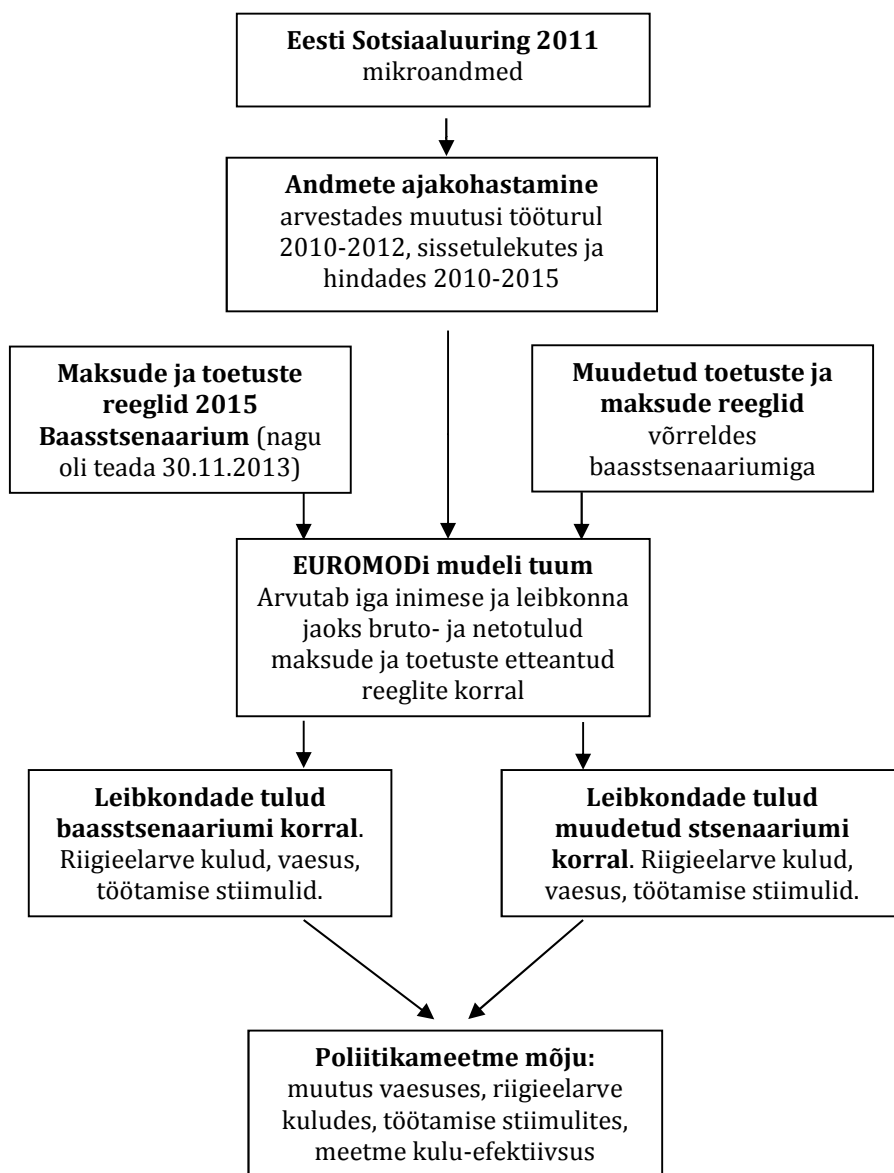 Eesti Sotsiaaluuring 2011
mikroandmed
Andmete ajakohastamine
arvestades muutusi tööturul
2010-2012, sissetulekutes ja
hindades 2010-2015
Maksude ja toetuste
reeglid 2015
Baasstsenaarium (nagu
oli teada 30.11.2013)
Muudetud toetuste ja
maksude reeglid
võrreldes
baasstsenaariumiga
EUROMODi mudeli tuum
Arvutab iga inimese ja leibkonna
jaoks bruto- ja netotulud
maksude ja toetuste etteantud
reeglite korral
Leibkondade tulud
baasstsenaariumi korral.
Riigieelarve kulud, vaesus,
töötamise stiimulid.
Leibkondade tulud
muudetud stsenaariumi
korral. Riigieelarve kulud,
vaesus, töötamise stiimulid.
Poliitikameetme mõju:
muutus vaesuses, riigieelarve
kuludes, töötamise stiimulites,
meetme kulu-efektiivsus